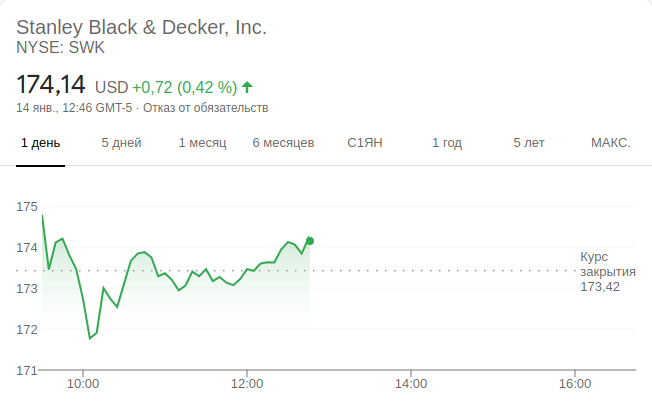 Stanley Black & Decker, Inc.
NYSE: SWK
174,14 USD +0,72 (0,42 %)
14 янв., 12:46 GMT-5 · Отказ от обязательств
1 день 5 дней 1 месяц 6 месяцев С1ЯН 1 год 5 лет МАКС.
175
174
Курс
закрытия
173,42
173
172
171
10:00 12:00 14:00 16:00